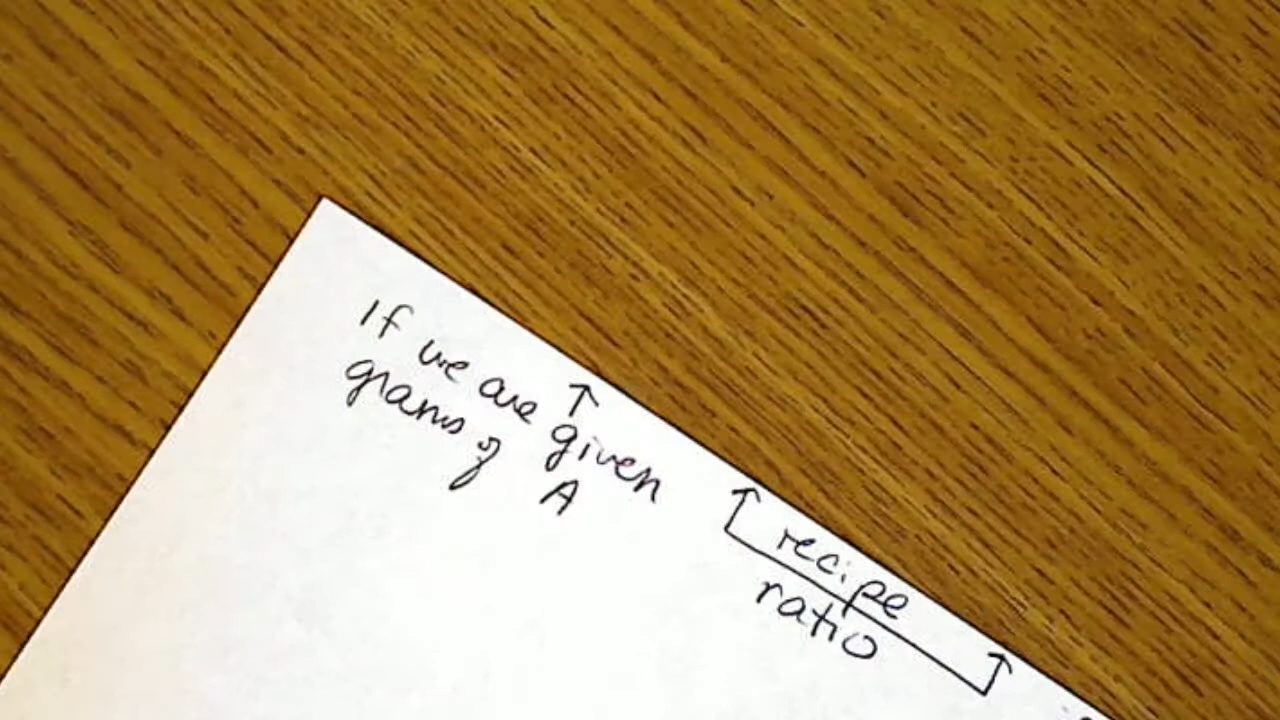 If we are given
grams of A
recipe
ratio